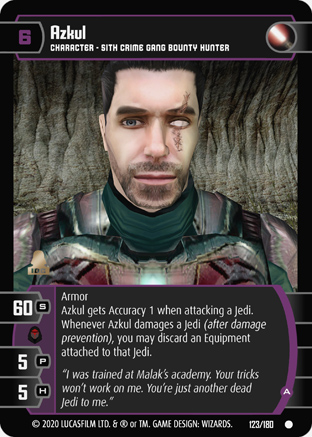 6
Azkul
CHARACTER - SITH CRIME GANG BOUNTY HUNTER
60 S
5 P
5 H
Armor
Azkul gets Accuracy 1 when attacking a Jedi.
Whenever Azkul damages a Jedi (after damage
prevention), you may discard an Equipment
attached to that Jedi.
"I was trained at Malak's academy. Your tricks
won't work on me. You're just another dead
Jedi to me."
A
© 2020 LUCASFILM LTD. & ® or TM. GAME DESIGN: WIZARDS.
123/180